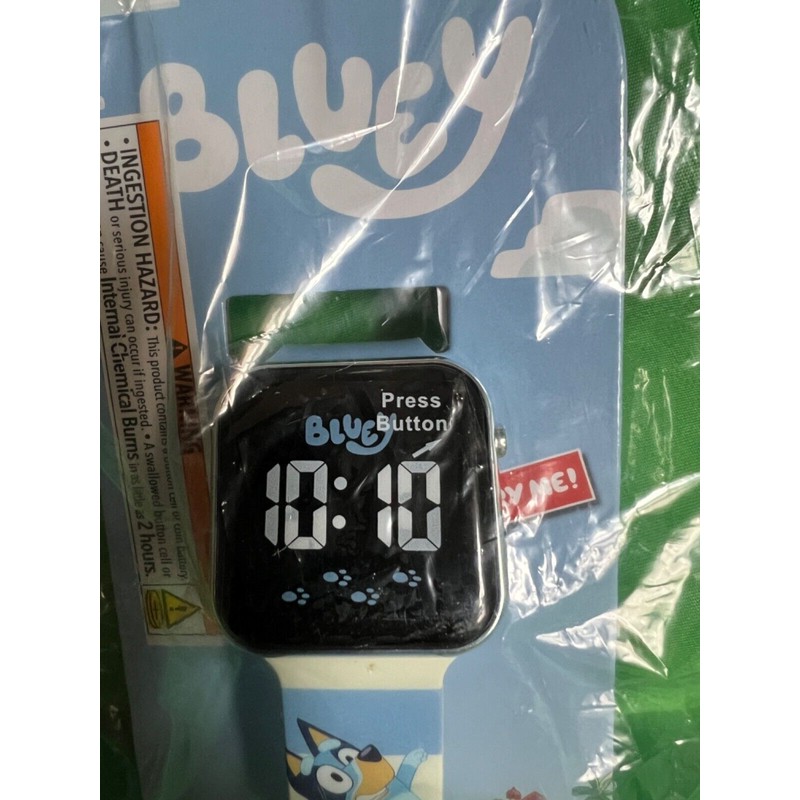 BLUEY
WARNING
• INGESTION HAZARD: This product contains a button cell or coin battery.
• DEATH or serious injury can occur if ingested. • A swallowed button cell or
cause Internal Chemical Burns in as little as 2 hours.
Press
Button
BLUEY
10:10
RY ME!